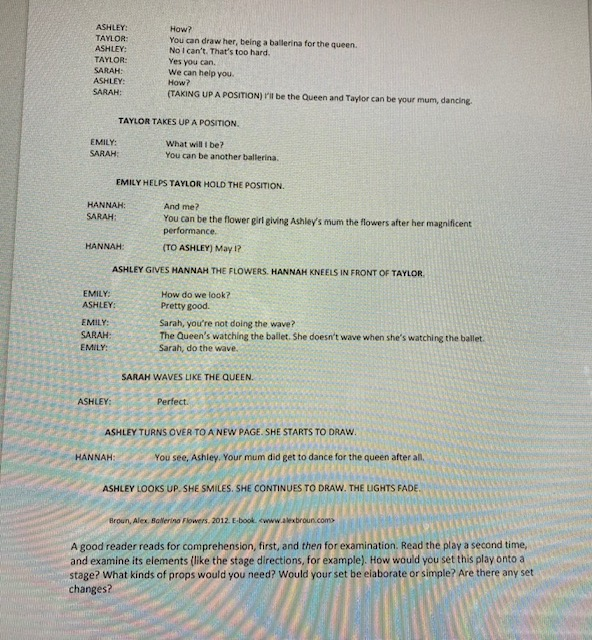 ASHLEY: How?
TAYLOR: You can draw her, being a ballerina for the queen.
ASHLEY: No I can't. That's too hard.
TAYLOR: Yes you can.
SARAH: We can help you.
ASHLEY: How?
SARAH: (TAKING UP A POSITION) I'll be the Queen and Taylor can be your mum, dancing.
TAYLOR TAKES UP A POSITION.
EMILY: What will I be?
SARAH: You can be another ballerina.
EMILY HELPS TAYLOR HOLD THE POSITION.
HANNAH: And me?
SARAH: You can be the flower girl giving Ashley's mum the flowers after her magnificent
performance.
HANNAH: (TO ASHLEY) May I?
ASHLEY GIVES HANNAH THE FLOWERS. HANNAH KNEELS IN FRONT OF TAYLOR.
EMILY: How do we look?
ASHLEY: Pretty good.
EMILY: Sarah, you're not doing the wave?
SARAH: The Queen's watching the ballet. She doesn't wave when she's watching the ballet.
EMILY: Sarah, do the wave.
SARAH WAVES LIKE THE QUEEN.
ASHLEY: Perfect.
ASHLEY TURNS OVER TO A NEW PAGE. SHE STARTS TO DRAW.
HANNAH: You see, Ashley. Your mum did get to dance for the queen after all.
ASHLEY LOOKS UP. SHE SMILES. SHE CONTINUES TO DRAW. THE LIGHTS FADE.
Broun, Alex. Ballerina Flowers. 2012. E-book. <www.alexbroun.com>
A good reader reads for comprehension, first, and then for examination. Read the play a second time,
and examine its elements (like the stage directions, for example). How would you set this play onto a
stage? What kinds of props would you need? Would your set be elaborate or simple? Are there any set
changes?